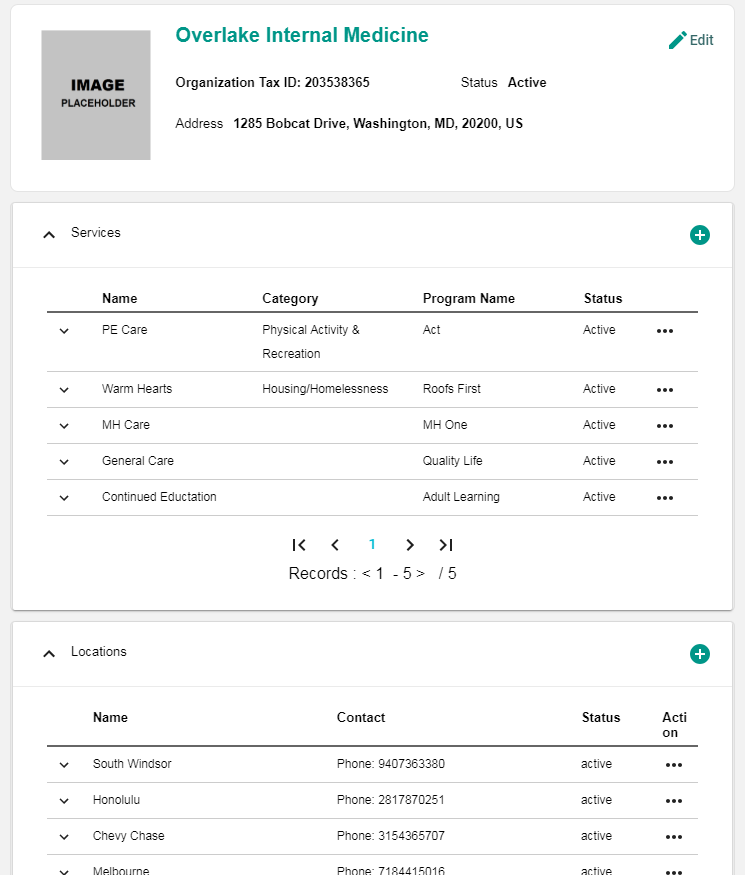 Overlake Internal Medicine
Edit
IMAGE
PLACEHOLDER
Organization Tax ID: 203538365 Status Active
Address 1285 Bobcat Drive, Washington, MD, 20200, US
Services
Name Category Program Name Status
PE Care Physical Activity & Act Active
Recreation
Warm Hearts Housing/Homelessness Roofs First Active
MH Care MH One Active
General Care Quality Life Active
Continued Eductation Adult Learning Active
1
Records : < 1 - 5 > / 5
Locations
Name Contact Status Acti
on
South Windsor Phone: 9407363380 active
Honolulu Phone: 2817870251 active
Chevy Chase Phone: 3154365707 active
Melbourne Phone: 7184415016 active